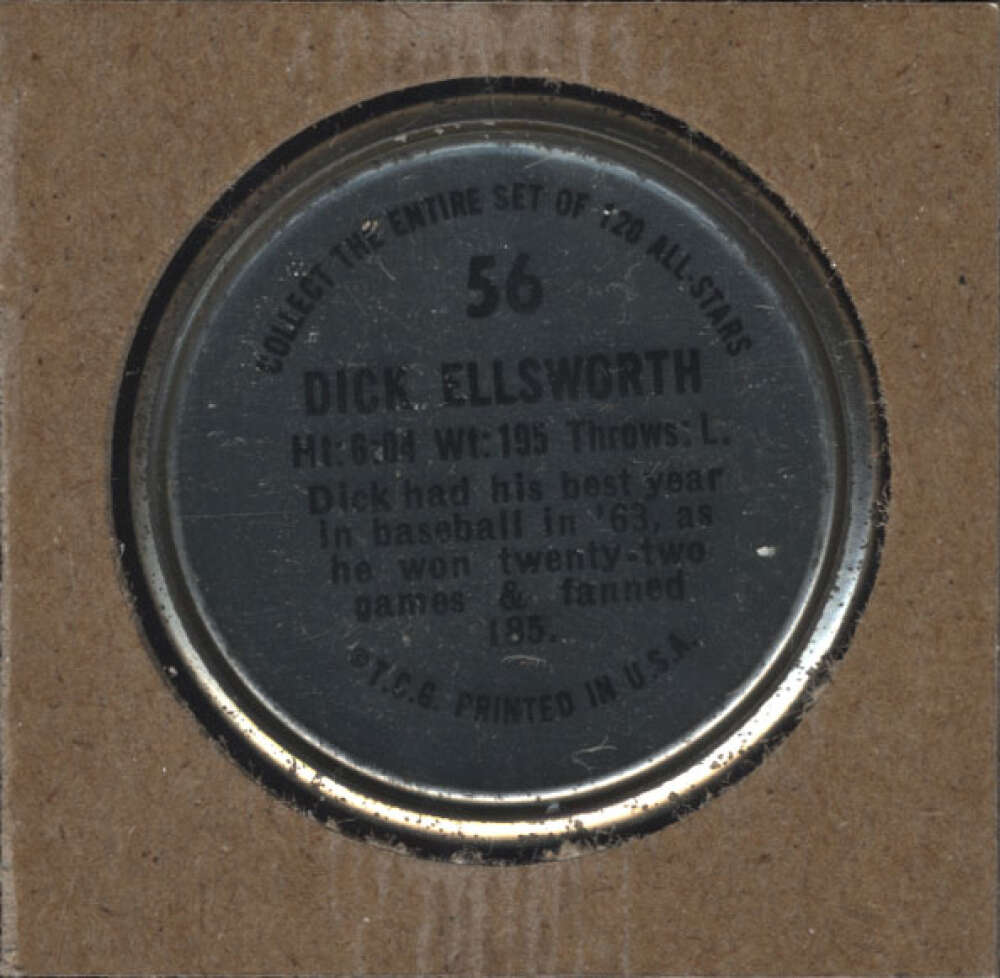 COLLECT THE ENTIRE SET OF 120 ALL-STARS
56
DICK ELLSWORTH
Ht: 6:04 Wt: 195 Throws: L.
Dick had his best year
in baseball in '63, as
he won twenty-two
games & fanned
185.
©T.C.G. PRINTED IN U.S.A.